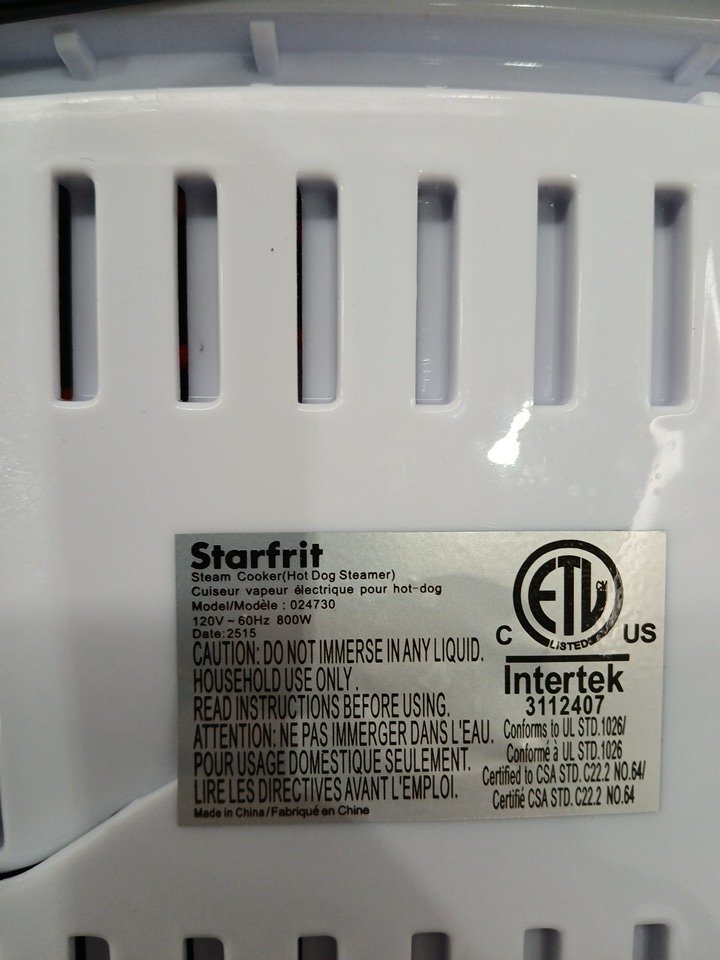 Starfrit
Steam Cooker(Hot Dog Steamer)
Cuiseur vapeur électrique pour hot-dog
Model/Modèle : 024730
120V ~ 60Hz 800W
Date:2515
CAUTION: DO NOT IMMERSE IN ANY LIQUID.
HOUSEHOLD USE ONLY.
READ INSTRUCTIONS BEFORE USING.
ATTENTION: NE PAS IMMERGER DANS L'EAU.
POUR USAGE DOMESTIQUE SEULEMENT.
LIRE LES DIRECTIVES AVANT L'EMPLOI.
Made in China/Fabriqué en Chine
ETL CM
LISTED
C US
Intertek
3112407
Conforms to UL STD.1026/
Conformé à UL STD.1026
Certified to CSA STD. C22.2 NO.64/
Certifié CSA STD. C22.2 NO.64